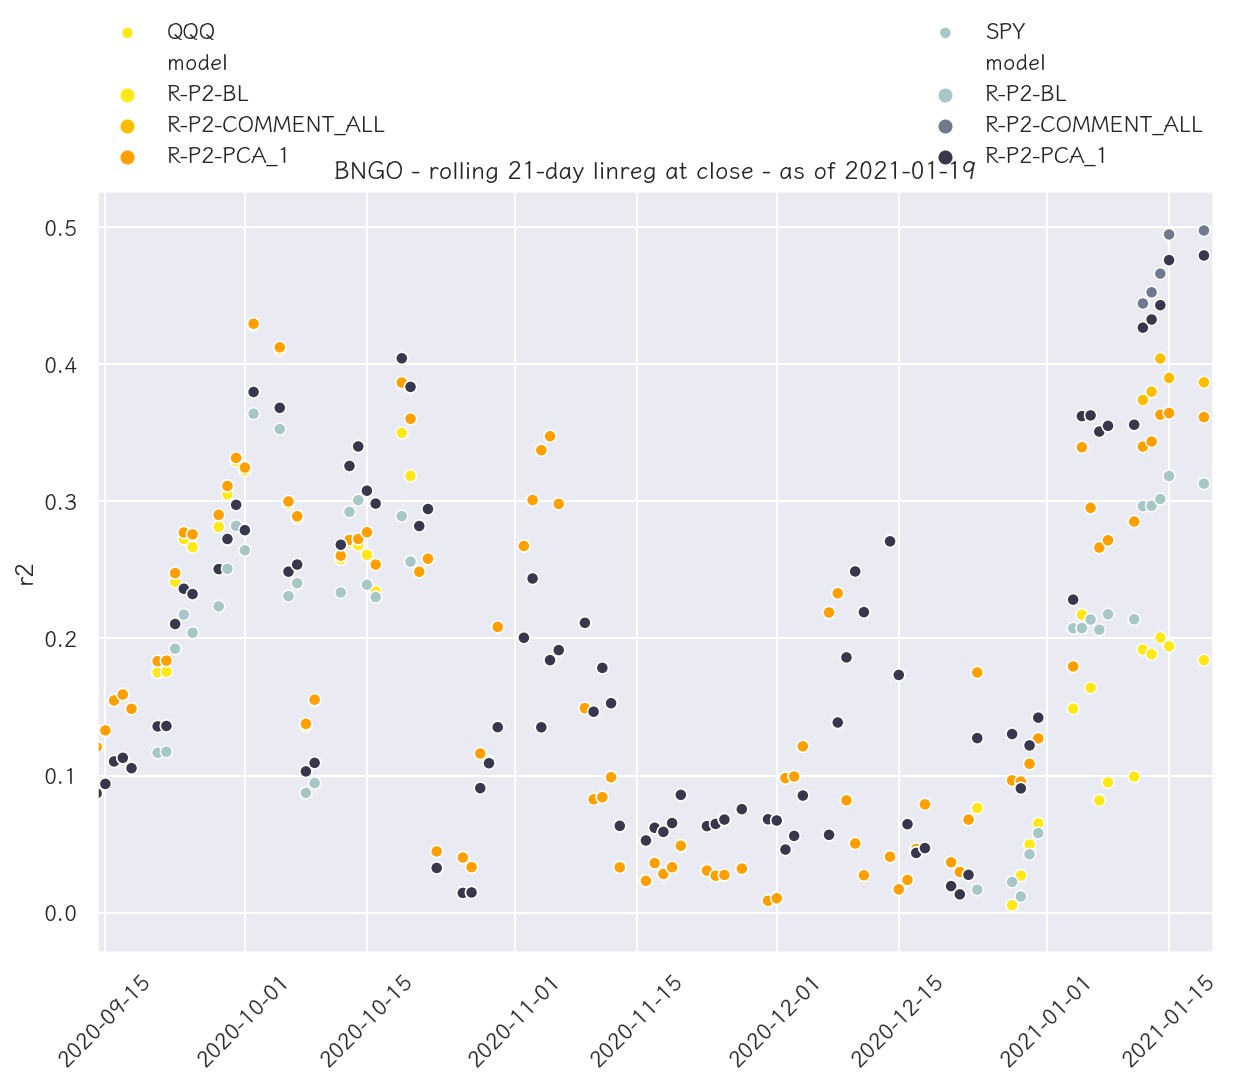 QQQ
model
R-P2-BL
R-P2-COMMENT_ALL
R-P2-PCA_1
SPY
model
R-P2-BL
R-P2-COMMENT_ALL
R-P2-PCA_1
BNGO - rolling 21-day linreg at close - as of 2021-01-19
r2
0.5
0.4
0.3
0.2
0.1
0.0
2020-09-15
2020-10-01
2020-10-15
2020-11-01
2020-11-15
2020-12-01
2020-12-15
2021-01-01
2021-01-15